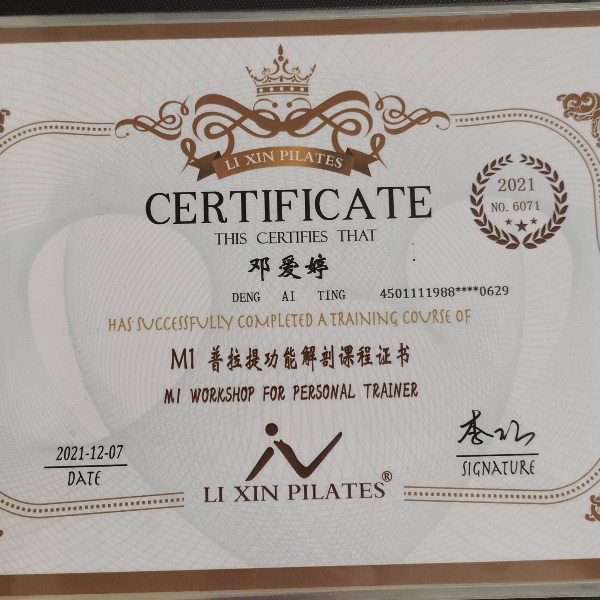 LI XIN PILATES
CERTIFICATE
2021
NO. 6071
THIS CERTIFIES THAT
邓爱婷
DENG AI TING 4501111988****0629
HAS SUCCESSFULLY COMPLETED A TRAINING COURSE OF
M1 普拉提功能解剖课程证书
M1 WORKSHOP FOR PERSONAL TRAINER
2021-12-07
DATE
SIGNATURE
LI XIN PILATES®